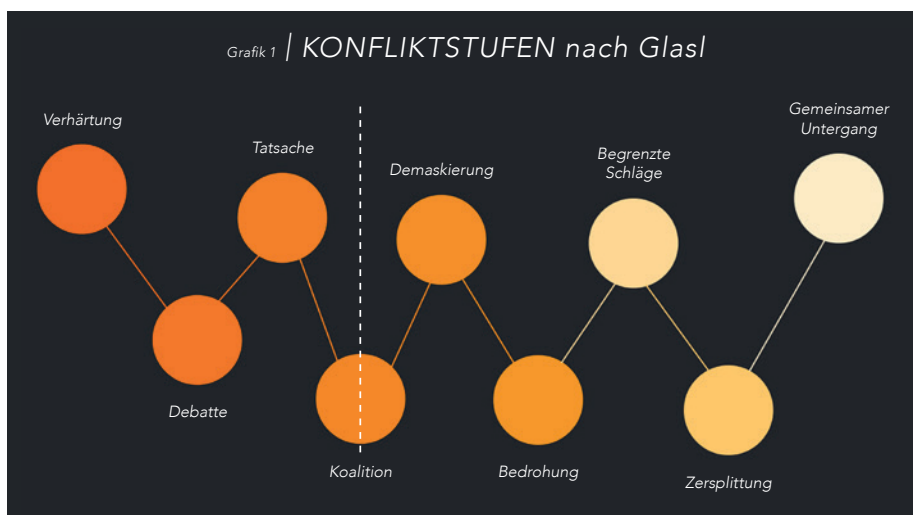 Grafik 1 | KONFLIKTSTUFEN nach Glasl
Verhärtung
Debatte
Tatsache
Koalition
Demaskierung
Bedrohung
Begrenzte
Schläge
Zersplittung
Gemeinsamer
Untergang